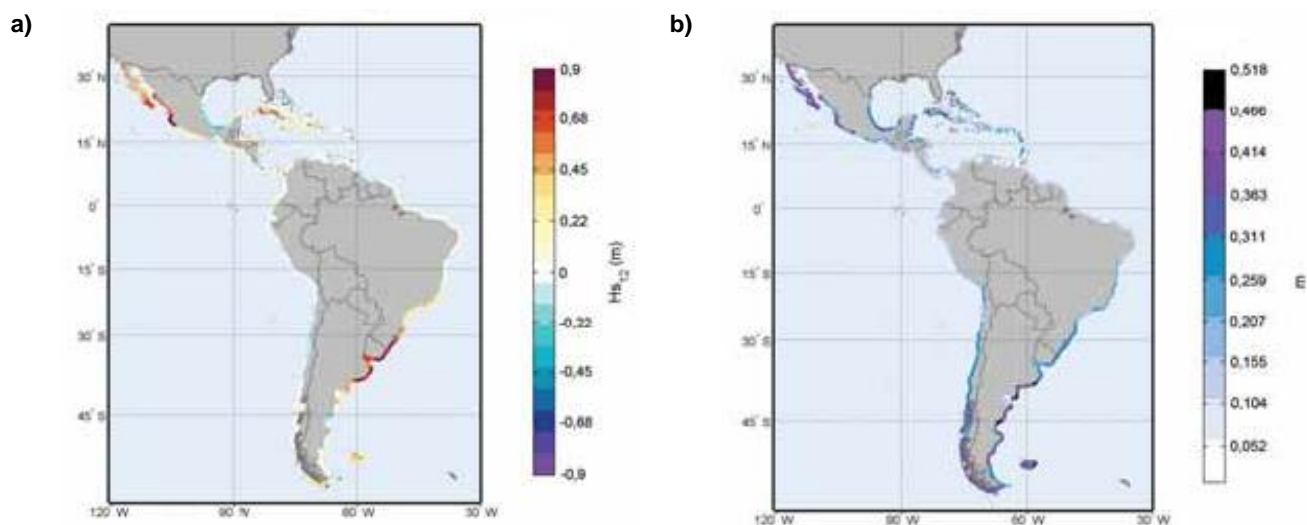 a)
30° N
15° N
0°
15° S
30° S
45° S
120 W
90 W
60 W
30 W
0,9
0,68
0,45
0,22
0
-0,22
-0,45
-0,68
-0,9
Hs12 (m)
b)
30° N
15° N
0°
15° S
30° S
45° S
120 W
90 W
60 W
30 W
0,518
0,466
0,414
0,363
0,311
0,259
0,207
0,155
0,104
0,052
m